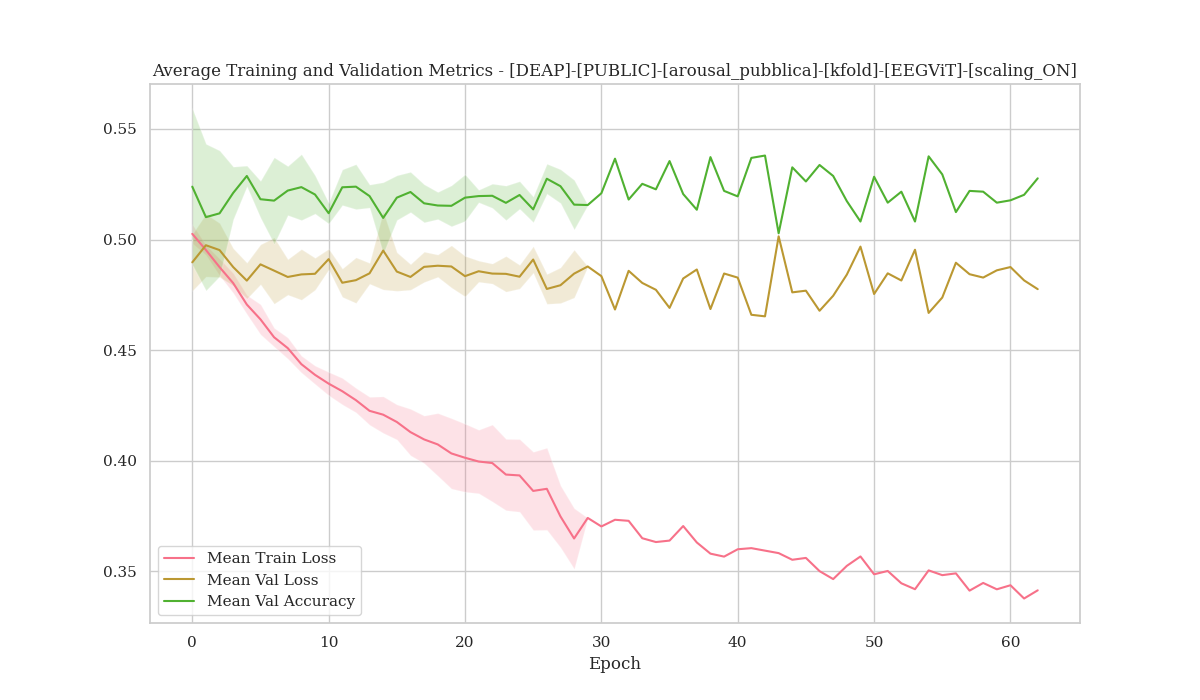 Average Training and Validation Metrics - [DEAP]-[PUBLIC]-[arousal_pubblica]-[kfold]-[EEGViT]-[scaling_ON]
0.55
0.50
0.45
0.40
0.35
Mean Train Loss
Mean Val Loss
Mean Val Accuracy
0 10 20 30 40 50 60
Epoch